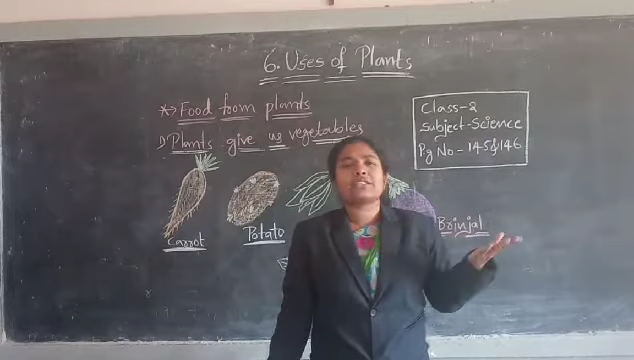 6. Uses of Plants
* Food from plants
1) Plants give us vegetables
Class-2
Subject-Science
Pg No - 145&146
Carrot
Potato
Brinjal